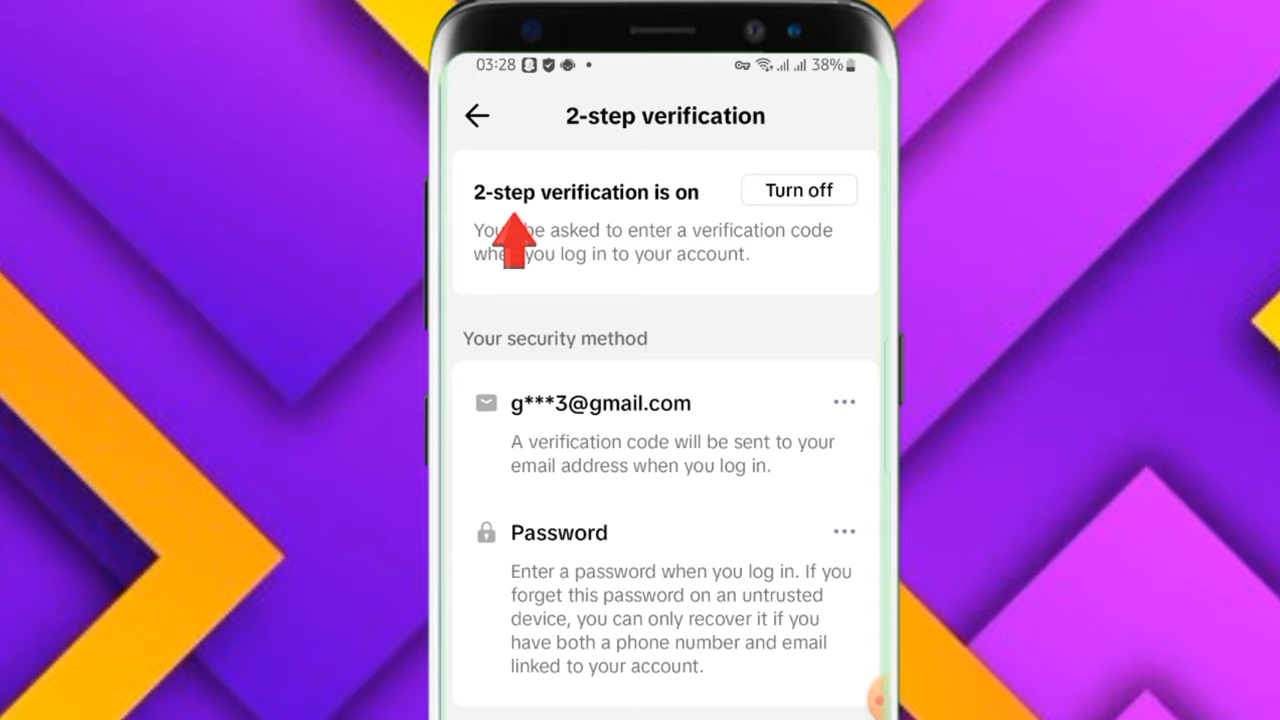 03:28 38%
2-step verification
2-step verification is on
Turn off
You be asked to enter a verification code
when you log in to your account.
Your security method
g***3@gmail.com
A verification code will be sent to your
email address when you log in.
Password
Enter a password when you log in. If you
forget this password on an untrusted
device, you can only recover it if you
have both a phone number and email
linked to your account.